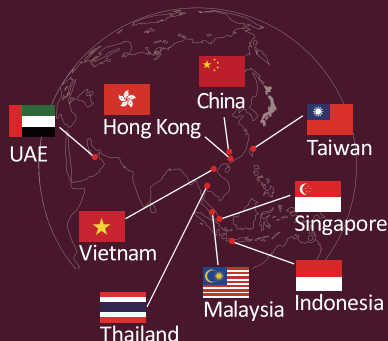 China
Hong Kong
UAE
Taiwan
Singapore
Vietnam
Malaysia
Indonesia
Thailand